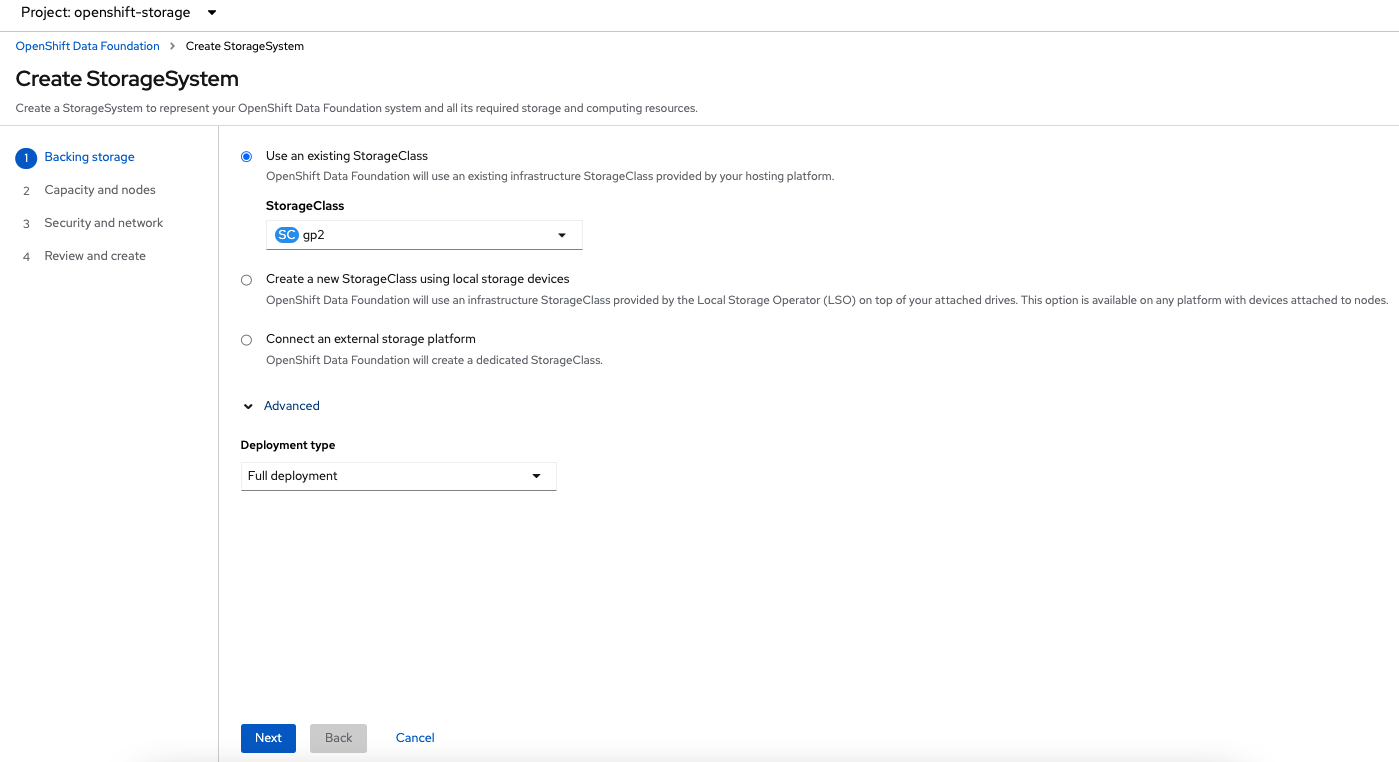 Project: openshift-storage
OpenShift Data Foundation > Create StorageSystem
Create StorageSystem
Create a StorageSystem to represent your OpenShift Data Foundation system and all its required storage and computing resources.
1 Backing storage
2 Capacity and nodes
3 Security and network
4 Review and create
Use an existing StorageClass
OpenShift Data Foundation will use an existing infrastructure StorageClass provided by your hosting platform.
StorageClass
SC gp2
Create a new StorageClass using local storage devices
OpenShift Data Foundation will use an infrastructure StorageClass provided by the Local Storage Operator (LSO) on top of your attached drives. This option is available on any platform with devices attached to nodes.
Connect an external storage platform
OpenShift Data Foundation will create a dedicated StorageClass.
Advanced
Deployment type
Full deployment
Next Back Cancel